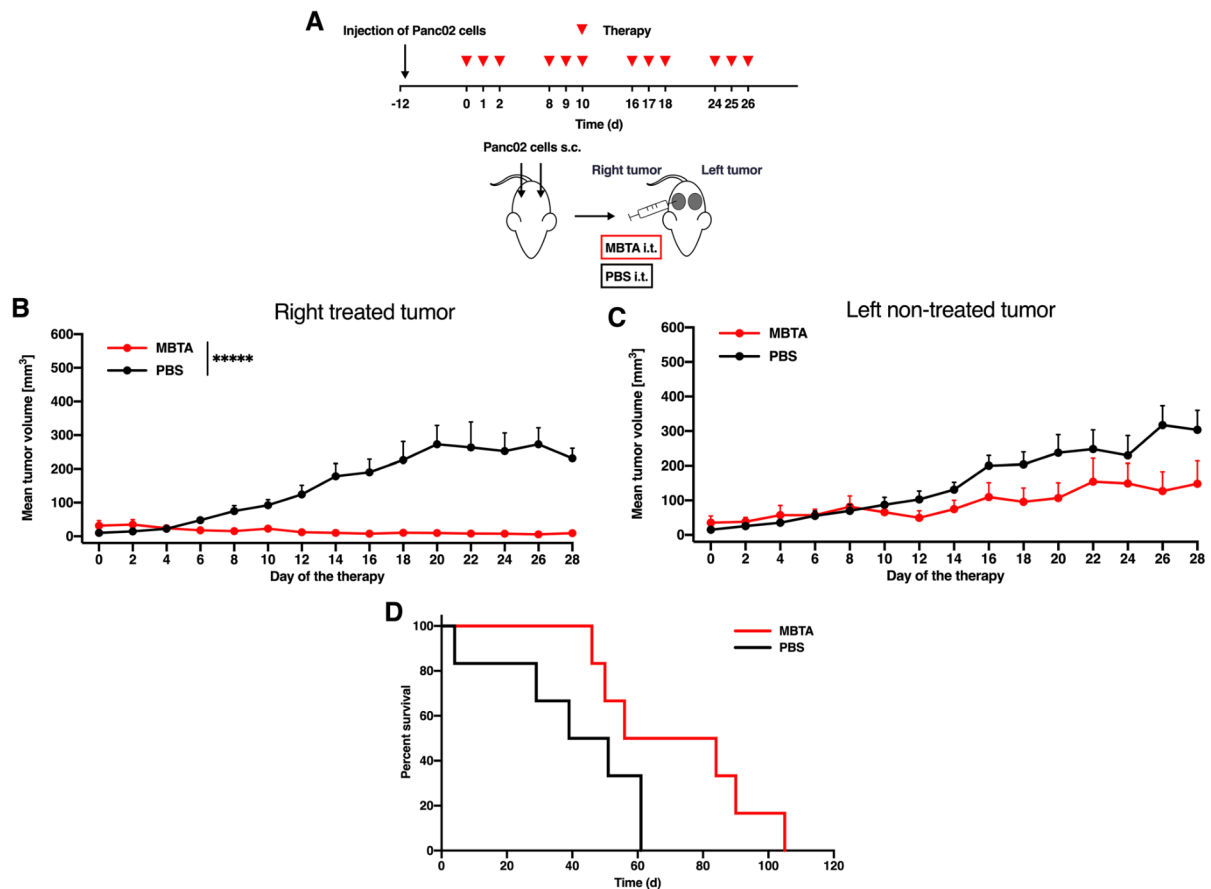 A
Injection of Panc02 cells
Therapy
-12 0 1 2 8 9 10 16 17 18 24 25 26
Time (d)
Panc02 cells s.c.
Right tumor Left tumor
MBTA i.t.
PBS i.t.
B
Right treated tumor
MBTA
PBS
*****
Mean tumor volume [mm³]
600
500
400
300
200
100
0
0 2 4 6 8 10 12 14 16 18 20 22 24 26 28
Day of the therapy
C
Left non-treated tumor
MBTA
PBS
Mean tumor volume [mm³]
600
500
400
300
200
100
0
0 2 4 6 8 10 12 14 16 18 20 22 24 26 28
Day of the therapy
D
MBTA
PBS
Percent survival
100
80
60
40
20
0
0 20 40 60 80 100 120
Time (d)